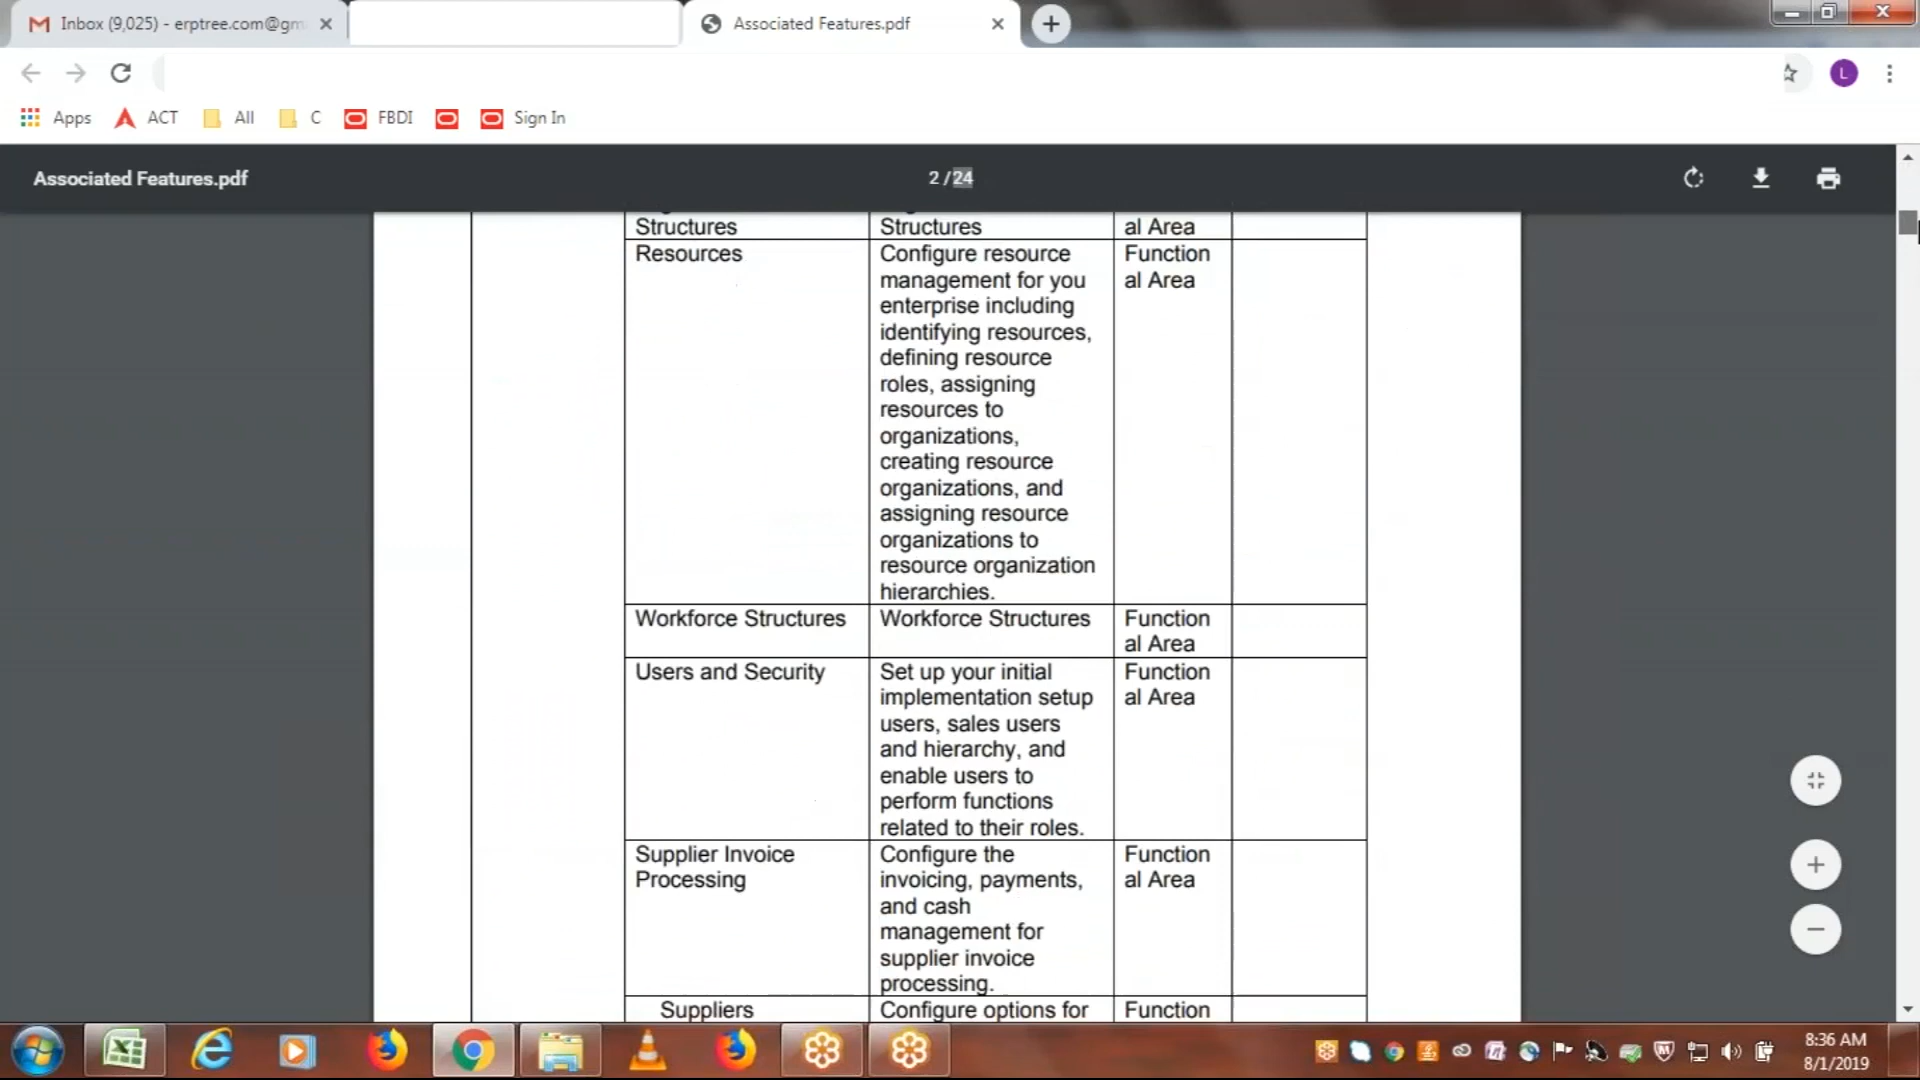 Inbox (9,025) - erptree.com@gm
Associated Features.pdf
Apps
ACT
All
C
FBDI
Sign In
Associated Features.pdf
2 / 24
Structures
Structures
al Area
Resources
Configure resource
management for you
enterprise including
identifying resources,
defining resource
roles, assigning
resources to
organizations,
creating resource
organizations, and
assigning resource
organizations to
resource organization
hierarchies.
Function
al Area
Workforce Structures
Workforce Structures
Function
al Area
Users and Security
Set up your initial
implementation setup
users, sales users
and hierarchy, and
enable users to
perform functions
related to their roles.
Function
al Area
Supplier Invoice
Processing
Configure the
invoicing, payments,
and cash
management for
supplier invoice
processing.
Function
al Area
Suppliers
Configure options for
Function
L
8:36 AM
8/1/2019